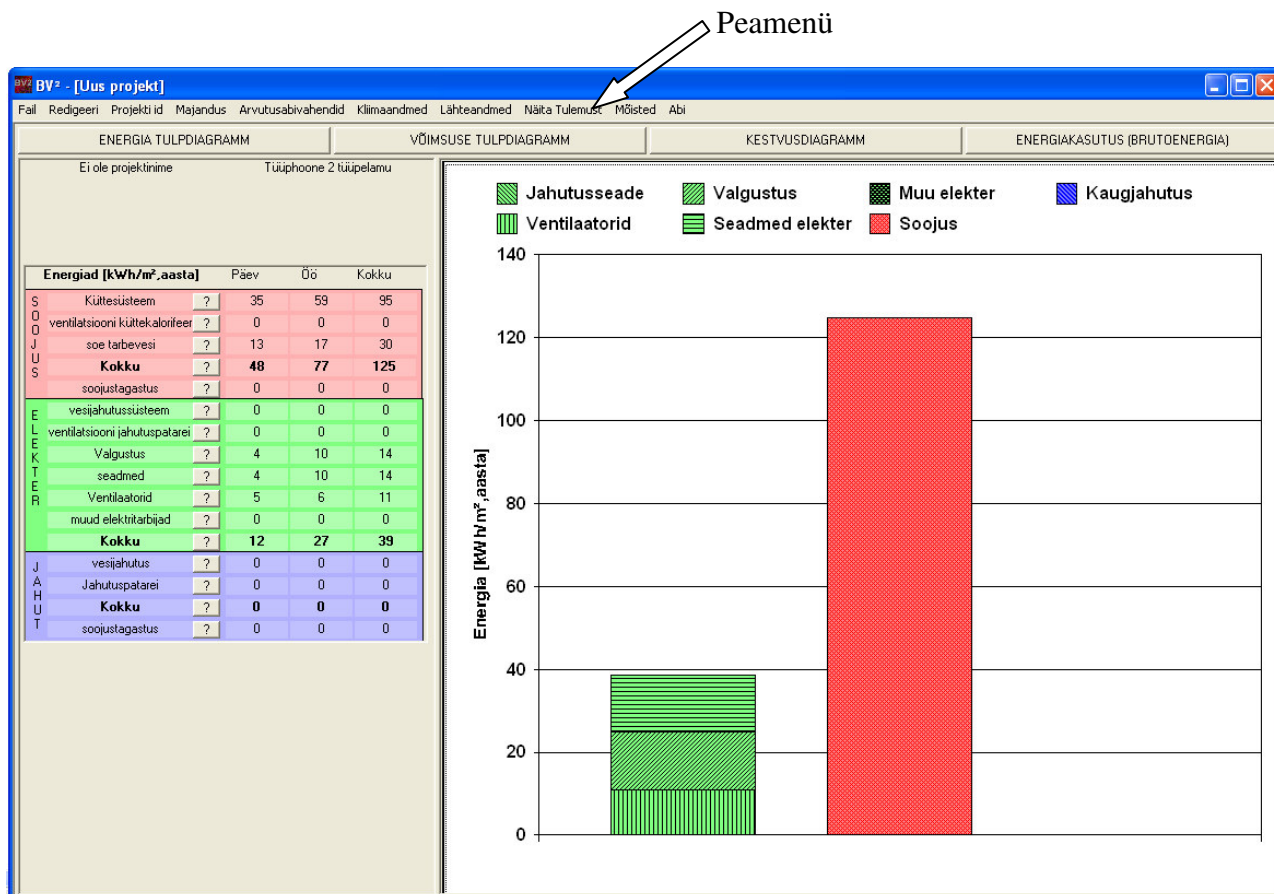 Peamenü
BV² - [Uus projekt]
Fail Redigeeri Projekti id Majandus Arvutusabivahendid Kliimaandmed Lähteandmed Näita Tulemust Mõisted Abi
ENERGIA TULPDIAGRAMM VÕIMSUSE TULPDIAGRAMM KESTVUSDIAGRAMM ENERGIAKASUTUS (BRUTOENERGIA)
Ei ole projektinime Tüüphoone 2 tüüpelamu
Energiad [kWh/m²,aasta] Päev Öö Kokku
SOOJUS
Küttesüsteem ? 35 59 95
ventilatsiooni küttekalorifeer ? 0 0 0
soe tarbevesi ? 13 17 30
Kokku ? 48 77 125
soojustagastus ? 0 0 0
ELEKTER
vesijahutussüsteem ? 0 0 0
ventilatsiooni jahutuspatarei ? 0 0 0
Valgustus ? 4 10 14
seadmed ? 4 10 14
Ventilaatorid ? 5 6 11
muud elektritarbijad ? 0 0 0
Kokku ? 12 27 39
JAHUT
vesijahutus ? 0 0 0
Jahutuspatarei ? 0 0 0
Kokku ? 0 0 0
soojustagastus ? 0 0 0
Jahutusseade Valgustus Muu elekter Kaugjahutus
Ventilaatorid Seadmed elekter Soojus
Energia [kWh/m²,aasta]
140
120
100
80
60
40
20
0